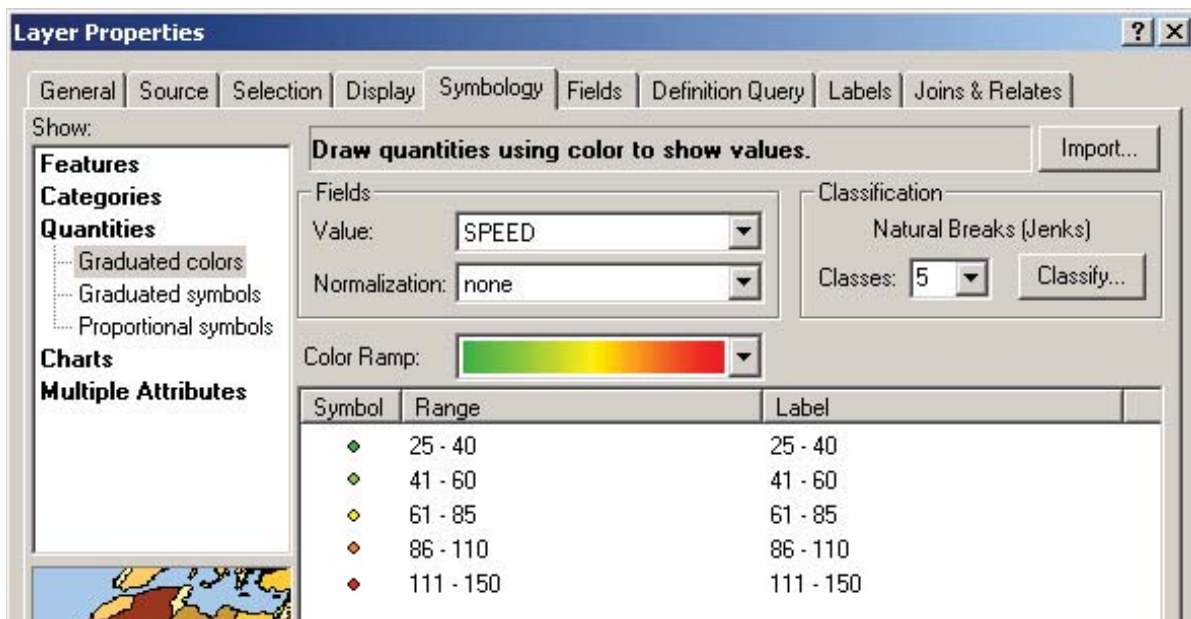 Layer Properties
General Source Selection Display Symbology Fields Definition Query Labels Joins & Relates
Show:
Features
Categories
Quantities
Graduated colors
Graduated symbols
Proportional symbols
Charts
Multiple Attributes
Draw quantities using color to show values.
Import...
Fields
Value: SPEED
Normalization: none
Classification
Natural Breaks (Jenks)
Classes: 5 Classify...
Color Ramp:
Symbol Range Label
25 - 40 25 - 40
41 - 60 41 - 60
61 - 85 61 - 85
86 - 110 86 - 110
111 - 150 111 - 150